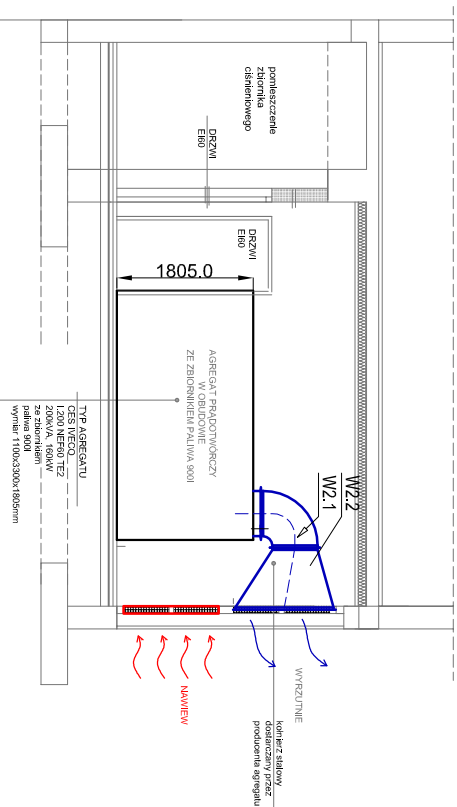 pomieszczenie
zbiornika
ciśnieniowego
DRZWI
EI60
DRZWI
EI60
1805.0
AGREGAT PRĄDOTWÓRCZY
W OBUDOWIE
ZE ZBIORNIKIEM PALIWA 900l
W2.2
W2.1
TYP AGREGATU
CES IVECO
I.200 NEF60 TE2
200kVA, 160kW
ze zbiornikiem
paliwa 900l
wymiar 1100x3300x1805mm
NAWIEW
WYRZUTNIE
kołnierz stalowy
dostarczany przez
producenta agregatu